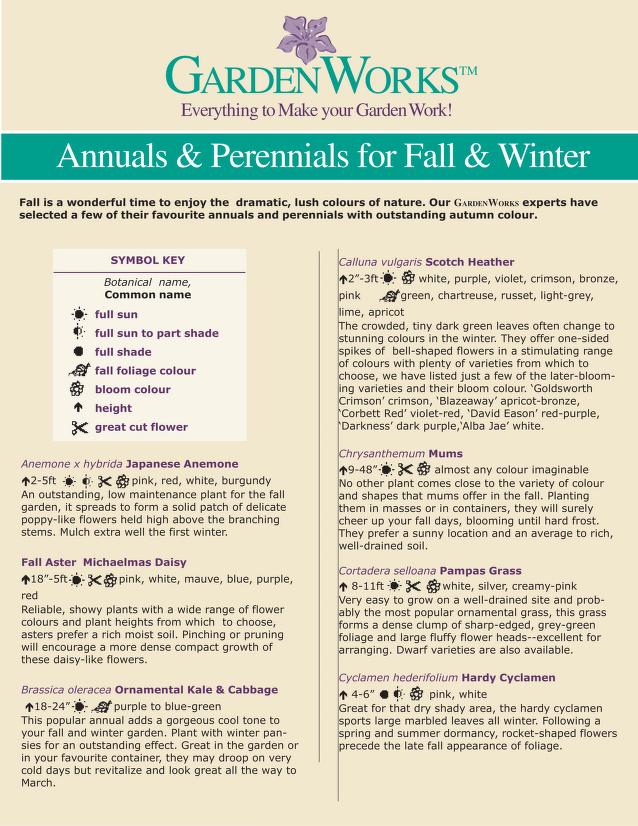 GARDENWORKS™
Everything to Make your Garden Work!
Annuals & Perennials for Fall & Winter
Fall is a wonderful time to enjoy the dramatic, lush colours of nature. Our GARDENWORKS experts have
selected a few of their favourite annuals and perennials with outstanding autumn colour.
SYMBOL KEY
Botanical name,
Common name
full sun
full sun to part shade
full shade
fall foliage colour
bloom colour
height
great cut flower
Anemone x hybrida Japanese Anemone
2-5ft pink, red, white, burgundy
An outstanding, low maintenance plant for the fall
garden, it spreads to form a solid patch of delicate
poppy-like flowers held high above the branching
stems. Mulch extra well the first winter.
Fall Aster Michaelmas Daisy
18”-5ft pink, white, mauve, blue, purple,
red
Reliable, showy plants with a wide range of flower
colours and plant heights from which to choose,
asters prefer a rich moist soil. Pinching or pruning
will encourage a more dense compact growth of
these daisy-like flowers.
Brassica oleracea Ornamental Kale & Cabbage
18-24” purple to blue-green
This popular annual adds a gorgeous cool tone to
your fall and winter garden. Plant with winter pan-
sies for an outstanding effect. Great in the garden or
in your favourite container, they may droop on very
cold days but revitalize and look great all the way to
March.
Calluna vulgaris Scotch Heather
2”-3ft white, purple, violet, crimson, bronze,
pink green, chartreuse, russet, light-grey,
lime, apricot
The crowded, tiny dark green leaves often change to
stunning colours in the winter. They offer one-sided
spikes of bell-shaped flowers in a stimulating range
of colours with plenty of varieties from which to
choose, we have listed just a few of the later-bloom-
ing varieties and their bloom colour. ‘Goldsworth
Crimson’ crimson, ‘Blazeaway’ apricot-bronze,
‘Corbett Red’ violet-red, ‘David Eason’ red-purple,
‘Darkness’ dark purple,‘Alba Jae’ white.
Chrysanthemum Mums
9-48” almost any colour imaginable
No other plant comes close to the variety of colour
and shapes that mums offer in the fall. Planting
them in masses or in containers, they will surely
cheer up your fall days, blooming until hard frost.
They prefer a sunny location and an average to rich,
well-drained soil.
Cortadera selloana Pampas Grass
8-11ft white, silver, creamy-pink
Very easy to grow on a well-drained site and prob-
ably the most popular ornamental grass, this grass
forms a dense clump of sharp-edged, grey-green
foliage and large fluffy flower heads--excellent for
arranging. Dwarf varieties are also available.
Cyclamen hederifolium Hardy Cyclamen
4-6” pink, white
Great for that dry shady area, the hardy cyclamen
sports large marbled leaves all winter. Following a
spring and summer dormancy, rocket-shaped flowers
precede the late fall appearance of foliage.